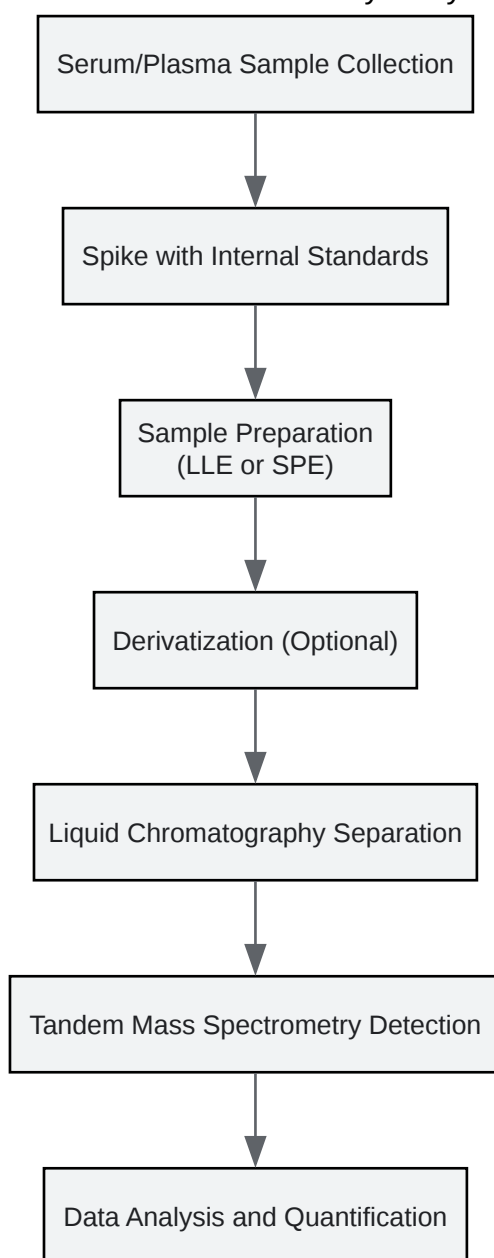 Serum/Plasma Sample Collection
Spike with Internal Standards
Sample Preparation
(LLE or SPE)
Derivatization (Optional)
Liquid Chromatography Separation
Tandem Mass Spectrometry Detection
Data Analysis and Quantification